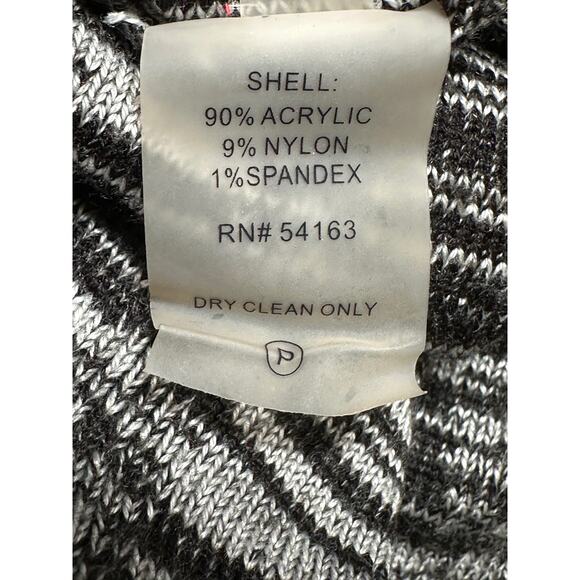 SHELL:
90% ACRYLIC
9% NYLON
1%SPANDEX
RN# 54163
DRY CLEAN ONLY
P